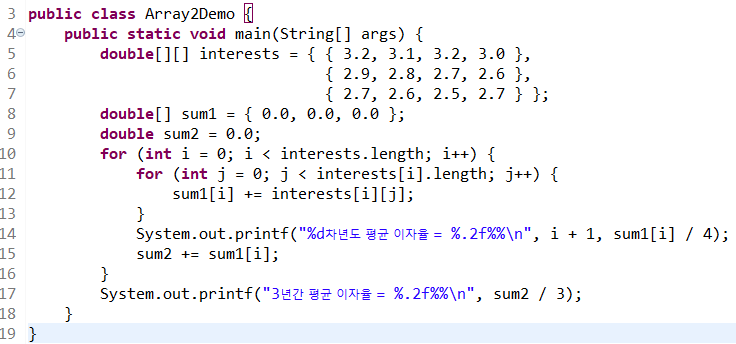 3 public class Array2Demo {
4     public static void main(String[] args) {
5         double[][] interests = { { 3.2, 3.1, 3.2, 3.0 },
6                                  { 2.9, 2.8, 2.7, 2.6 },
7                                  { 2.7, 2.6, 2.5, 2.7 } };
8         double[] sum1 = { 0.0, 0.0, 0.0 };
9         double sum2 = 0.0;
10         for (int i = 0; i < interests.length; i++) {
11             for (int j = 0; j < interests[i].length; j++) {
12                 sum1[i] += interests[i][j];
13             }
14             System.out.printf("%d차년도 평균 이자율 = %.2f%%\n", i + 1, sum1[i] / 4);
15             sum2 += sum1[i];
16         }
17         System.out.printf("3년간 평균 이자율 = %.2f%%\n", sum2 / 3);
18     }
19 }